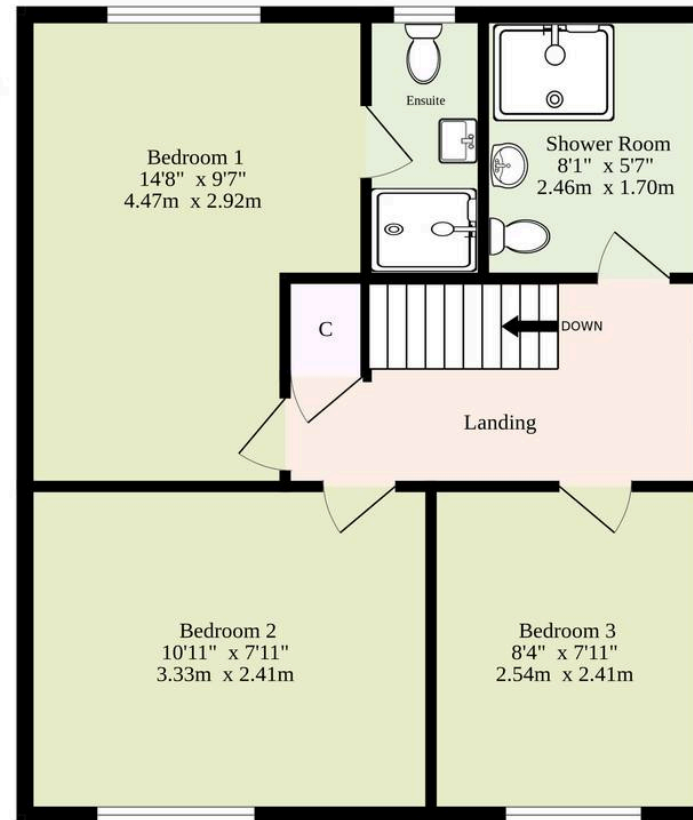 Bedroom 1
14'8" x 9'7"
4.47m x 2.92m
Ensuite
Shower Room
8'1" x 5'7"
2.46m x 1.70m
C
DOWN
Landing
Bedroom 2
10'11" x 7'11"
3.33m x 2.41m
Bedroom 3
8'4" x 7'11"
2.54m x 2.41m